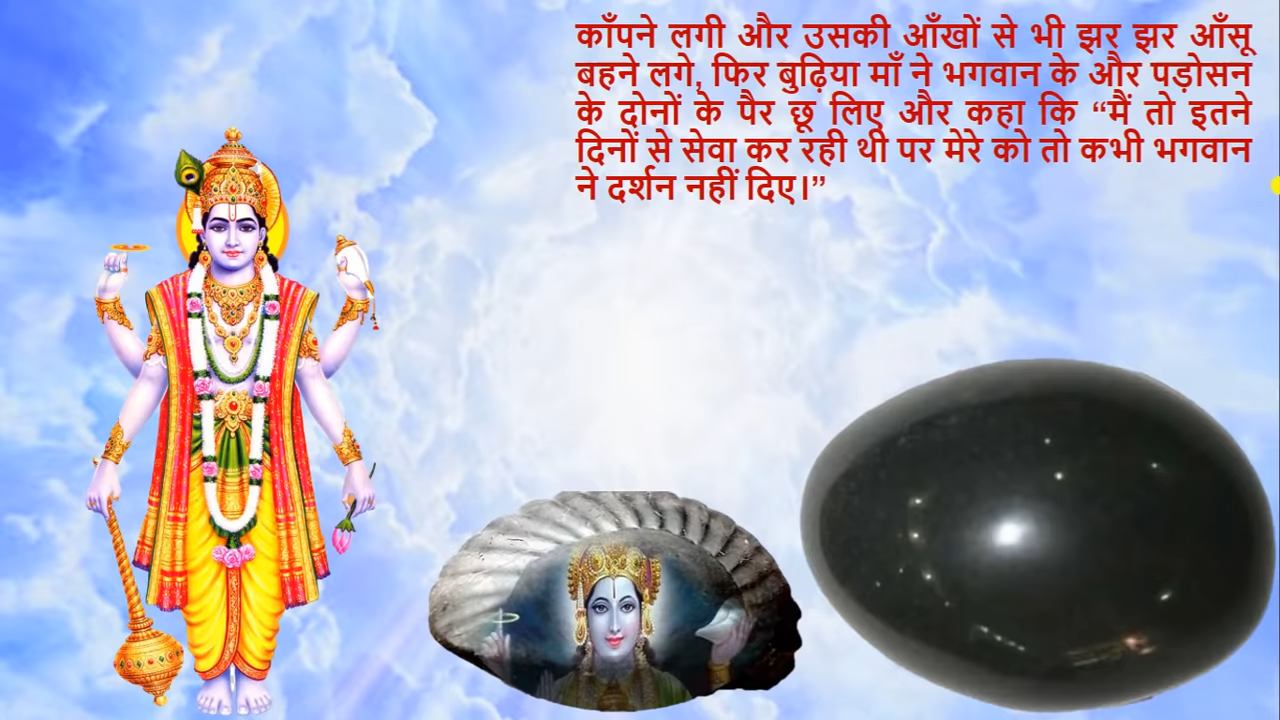 काँपने लगी और उसकी आँखों से भी झर झर आँसू
बहने लगे, फिर बुढ़िया माँ ने भगवान के और पड़ोसन
के दोनों के पैर छू लिए और कहा कि “मैं तो इतने
दिनों से सेवा कर रही थी पर मेरे को तो कभी भगवान
ने दर्शन नहीं दिए।”